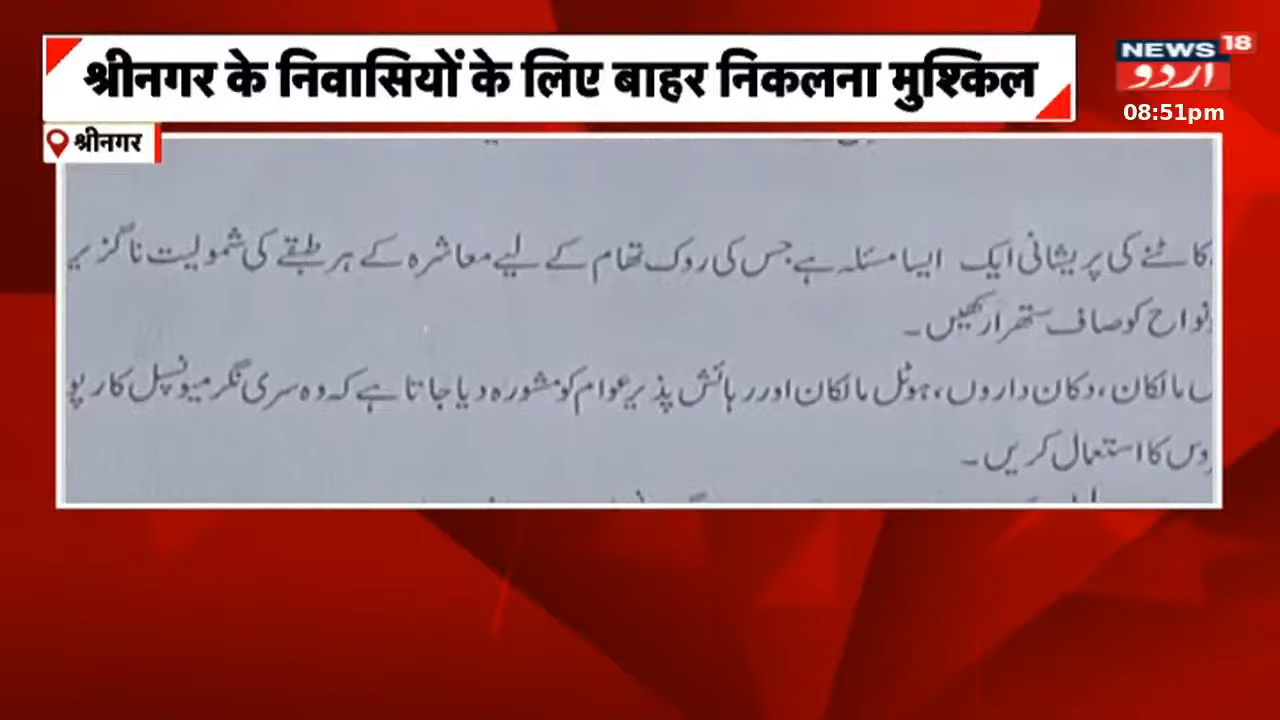 श्रीनगर के निवासियों के लिए बाहर निकलना मुश्किल
NEWS 18
اردو
08:51pm
श्रीनगर
کاٹنے کی پریشانی ایک ایسا مسئلہ ہے جس کی روک تھام کے لیے معاشرہ کے ہر طبقے کی شمولیت ناگزیر
نواح کو صاف ستھرا رکھیں۔
مالکان، دکان داروں، ہوٹل مالکان اور رہائش پذیر عوام کو مشورہ دیا جاتا ہے کہ وہ سری نگر میونسپل کارپو
کا استعمال کریں۔